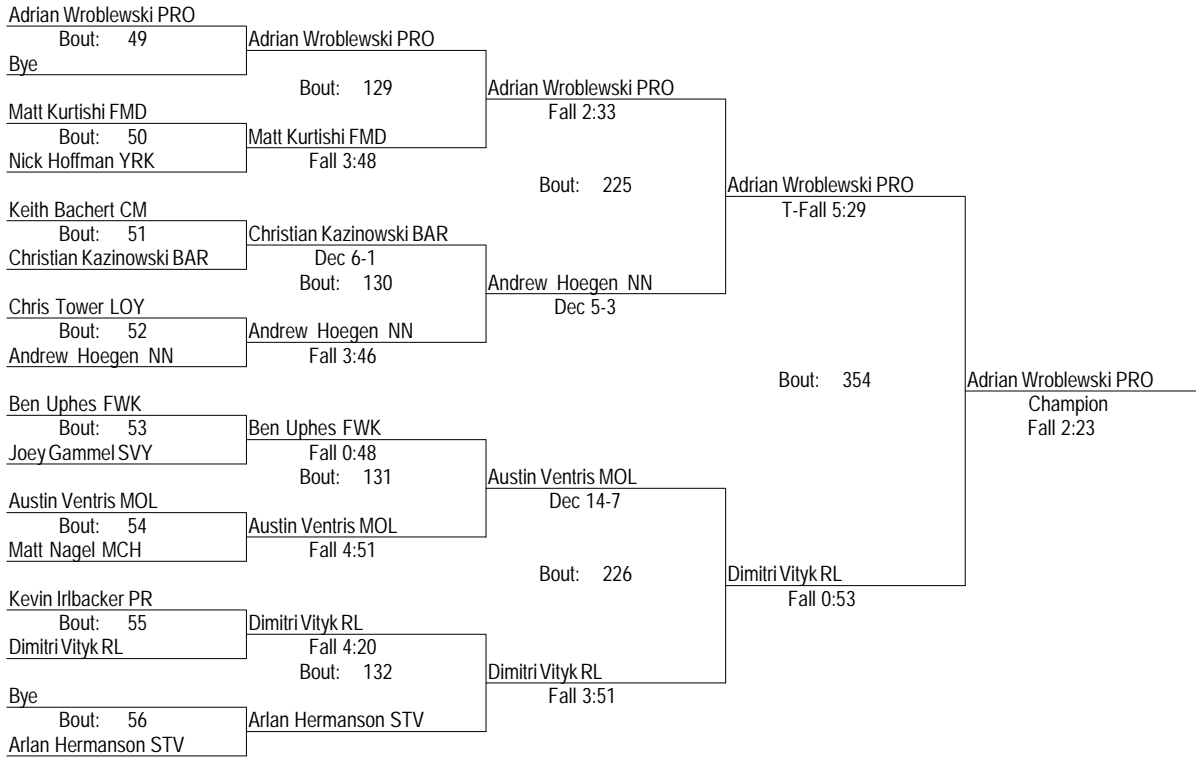 Adrian Wroblewski PRO
Bout: 49
Bye
Matt Kurtishi FMD
Bout: 50
Nick Hoffman YRK
Keith Bachert CM
Bout: 51
Christian Kazinowski BAR
Chris Tower LOY
Bout: 52
Andrew Hoegen NN
Ben Uphes FWK
Bout: 53
Joey Gammel SVY
Austin Ventris MOL
Bout: 54
Matt Nagel MCH
Kevin Irlbacker PR
Bout: 55
Dimitri Vityk RL
Bye
Bout: 56
Arlan Hermanson STV
Adrian Wroblewski PRO
Bout: 129
Matt Kurtishi FMD
Fall 3:48
Christian Kazinowski BAR
Dec 6-1
Bout: 130
Andrew Hoegen NN
Fall 3:46
Ben Uphes FWK
Fall 0:48
Bout: 131
Austin Ventris MOL
Fall 4:51
Dimitri Vityk RL
Fall 4:20
Bout: 132
Arlan Hermanson STV
Adrian Wroblewski PRO
Fall 2:33
Bout: 225
Andrew Hoegen NN
Dec 5-3
Austin Ventris MOL
Dec 14-7
Bout: 226
Dimitri Vityk RL
Fall 3:51
Adrian Wroblewski PRO
T-Fall 5:29
Bout: 354
Dimitri Vityk RL
Fall 0:53
Adrian Wroblewski PRO
Champion
Fall 2:23